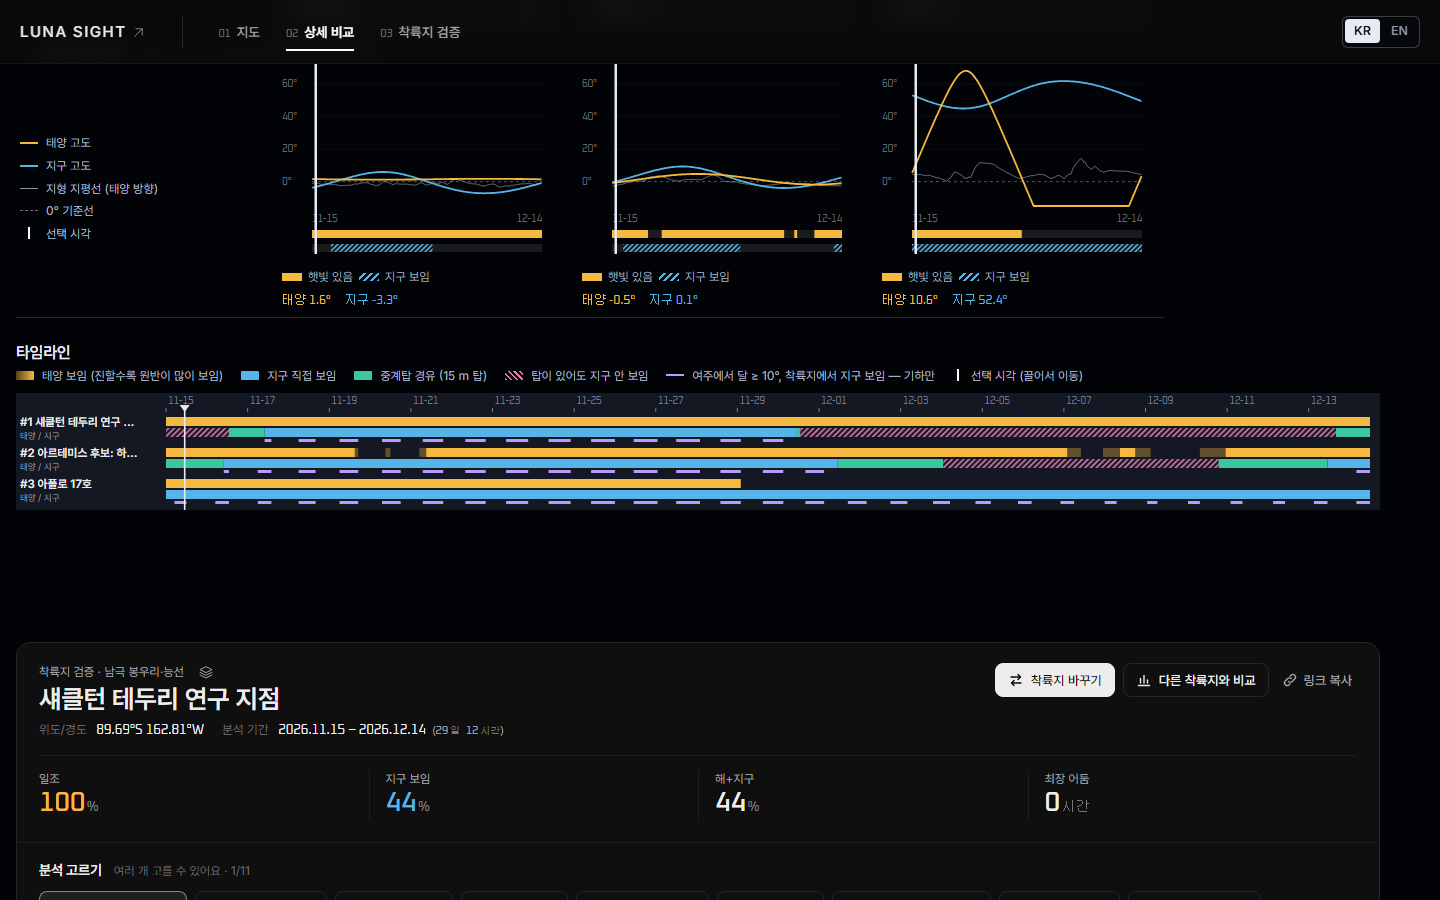 LUNA SIGHT
01 지도
02 상세 비교
03 착륙지 검증
KR EN
태양 고도
지구 고도
지형 지평선 (태양 방향)
0° 기준선
선택 시각
60°
40°
20°
0°
11-15 12-14
햇빛 있음 지구 보임
태양 1.6° 지구 -3.3°
60°
40°
20°
0°
11-15 12-14
햇빛 있음 지구 보임
태양 -0.5° 지구 0.1°
60°
40°
20°
0°
11-15 12-14
햇빛 있음 지구 보임
태양 10.6° 지구 52.4°
타임라인
태양 보임 (진할수록 원반이 많이 보임) 지구 직접 보임 중계탑 경유 (15 m 탑) 탑이 있어도 지구 안 보임 여주에서 달 ≥ 10°, 착륙지에서 지구 보임 — 기하만 선택 시각 (끌어서 이동)
11-15 11-17 11-19 11-21 11-23 11-25 11-27 11-29 12-01 12-03 12-05 12-07 12-09 12-11 12-13
#1 섀클턴 테두리 연구 ...
태양 / 지구
#2 아르테미스 후보: 하...
태양 / 지구
#3 아폴로 17호
태양 / 지구
착륙지 검증 · 남극 봉우리·능선
섀클턴 테두리 연구 지점
착륙지 바꾸기
다른 착륙지와 비교
링크 복사
위도/경도 89.69°S 162.81°W 분석 기간 2026.11.15 – 2026.12.14 (29일 12시간)
일조
100%
지구 보임
44%
해+지구
44%
최장 어둠
0시간
분석 고르기 여러 개 고를 수 있어요 · 1/11